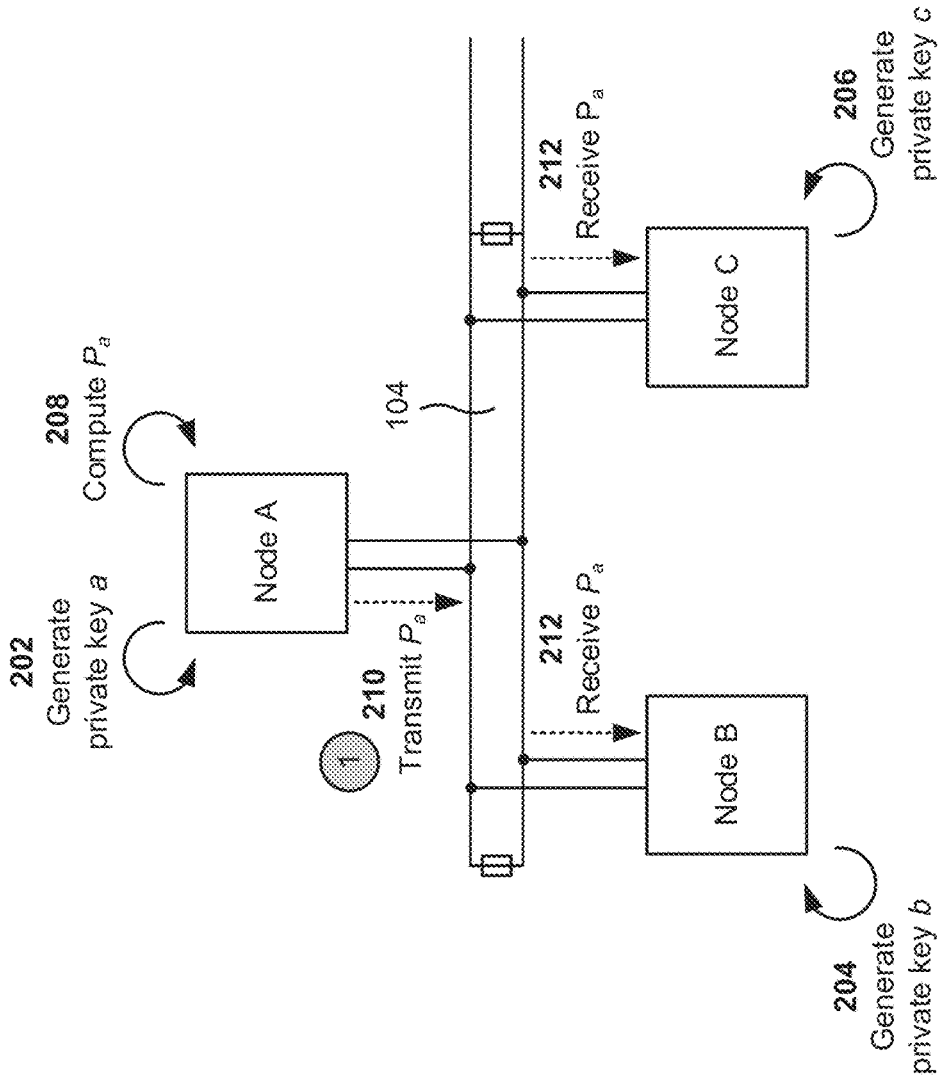 202
Generate
private key a
208
Compute Pₐ
Node A
1
210
Transmit Pₐ
104
212
Receive Pₐ
212
Receive Pₐ
Node B
Node C
204
Generate
private key b
206
Generate
private key c